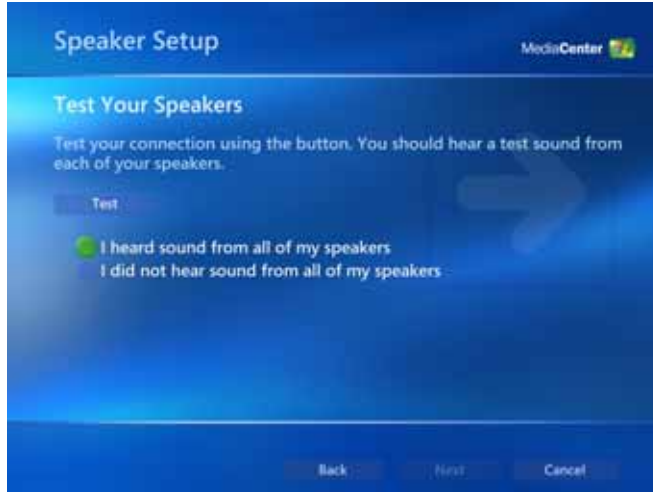 Speaker Setup
MediaCenter
Test Your Speakers
Test your connection using the button. You should hear a test sound from
each of your speakers.
Test
I heard sound from all of my speakers
I did not hear sound from all of my speakers
Back Next Cancel